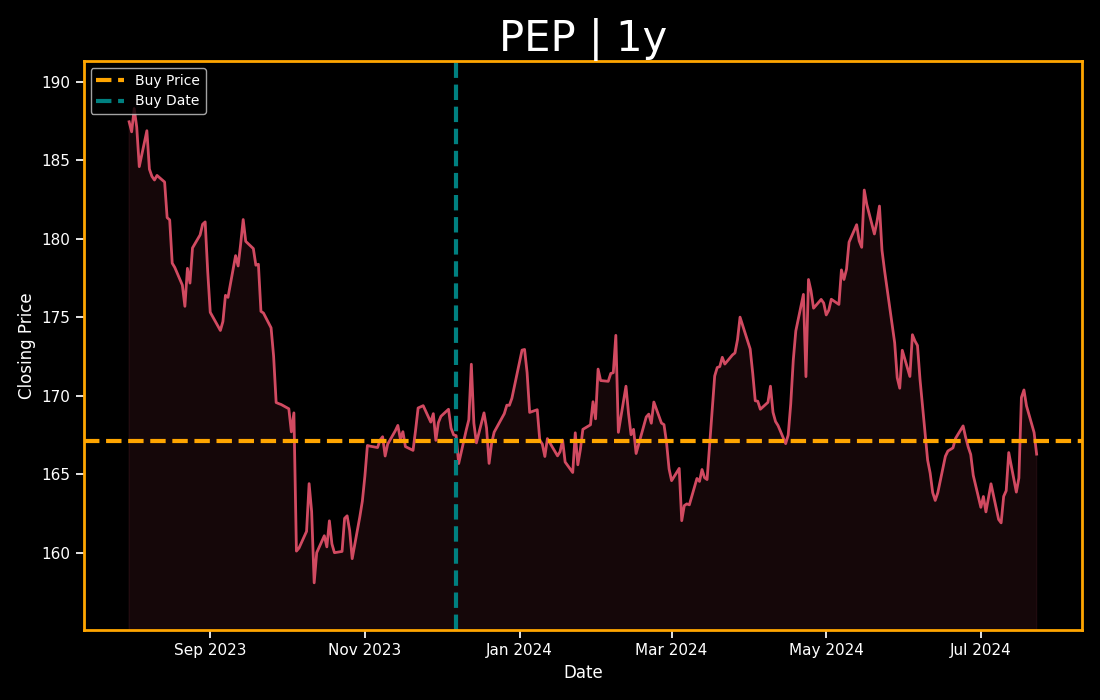 PEP | 1y
Buy Price
Buy Date
190
185
180
175
170
165
160
Closing Price
Sep 2023
Nov 2023
Jan 2024
Mar 2024
May 2024
Jul 2024
Date